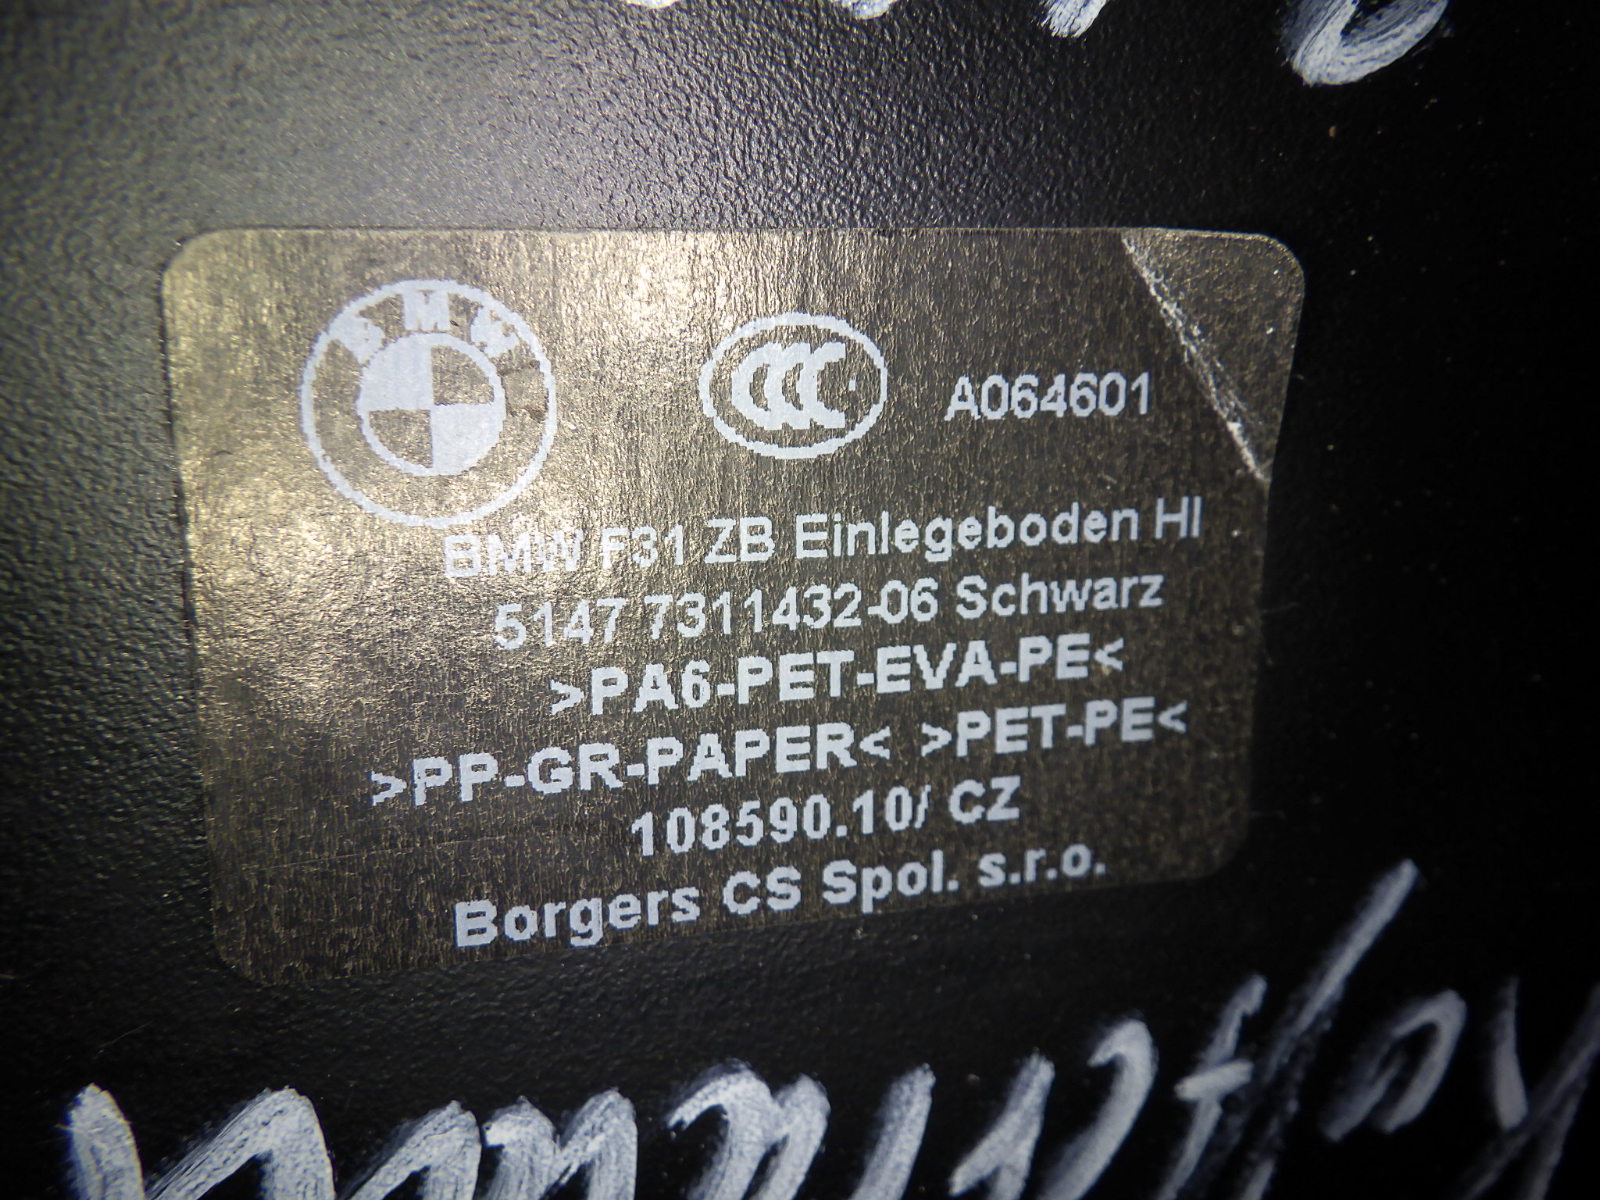 BMW
CCC A064601
BMW F31 ZB Einlegeboden HI
5147 7311432-06 Schwarz
>PA6-PET-EVA-PE<
>PP-GR-PAPER< >PET-PE<
108590.10/ CZ
Borgers CS Spol. s.r.o.